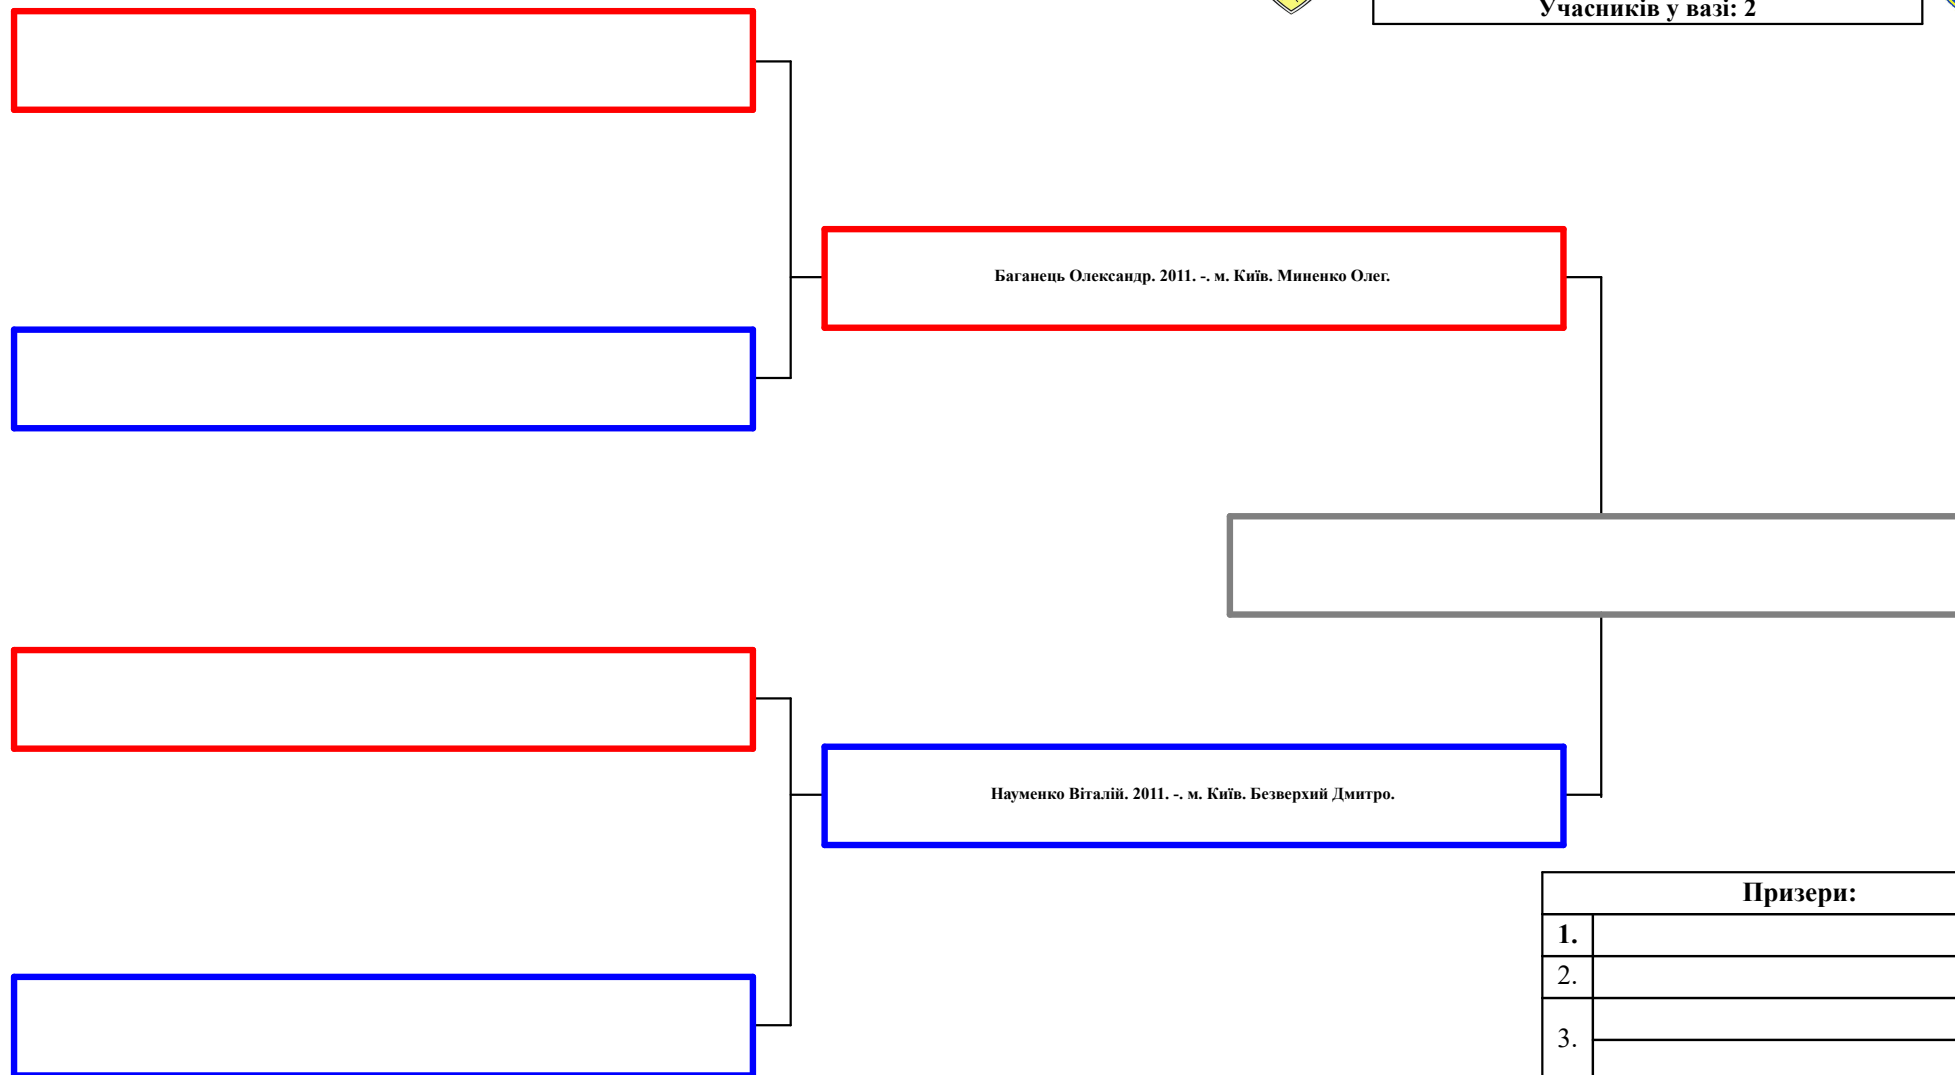 Учасників у вазі: 2
Баганець Олександр. 2011. -. м. Київ. Миненко Олег.
Науменко Віталій. 2011. -. м. Київ. Безверхий Дмитро.
Призери:
1.
2.
3.